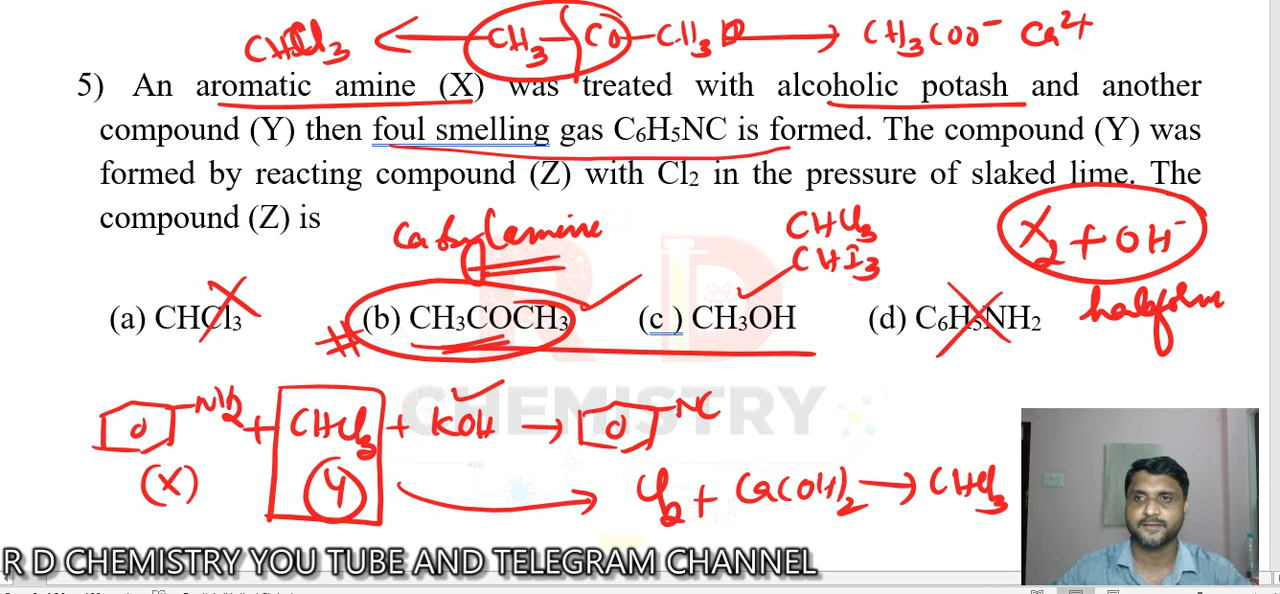 CHCl3 ← CH3 - CO - CH3 → CH3COO⁻ Ca²⁺
5) An aromatic amine (X) was treated with alcoholic potash and another
compound (Y) then foul smelling gas C₆H₅NC is formed. The compound (Y) was
formed by reacting compound (Z) with Cl₂ in the pressure of slaked lime. The
compound (Z) is
CHCl3
CHI3
X2 + OH⁻
(a) CHCl₃ (b) CH₃COCH₃ (c ) CH₃OH (d) C₆H₅NH₂
CHEMISTRY
NH2 + CHCl3 + KOH → NC
(X) (Y) Cl2 + Ca(OH)2 → CHCl3
R D CHEMISTRY YOU TUBE AND TELEGRAM CHANNEL